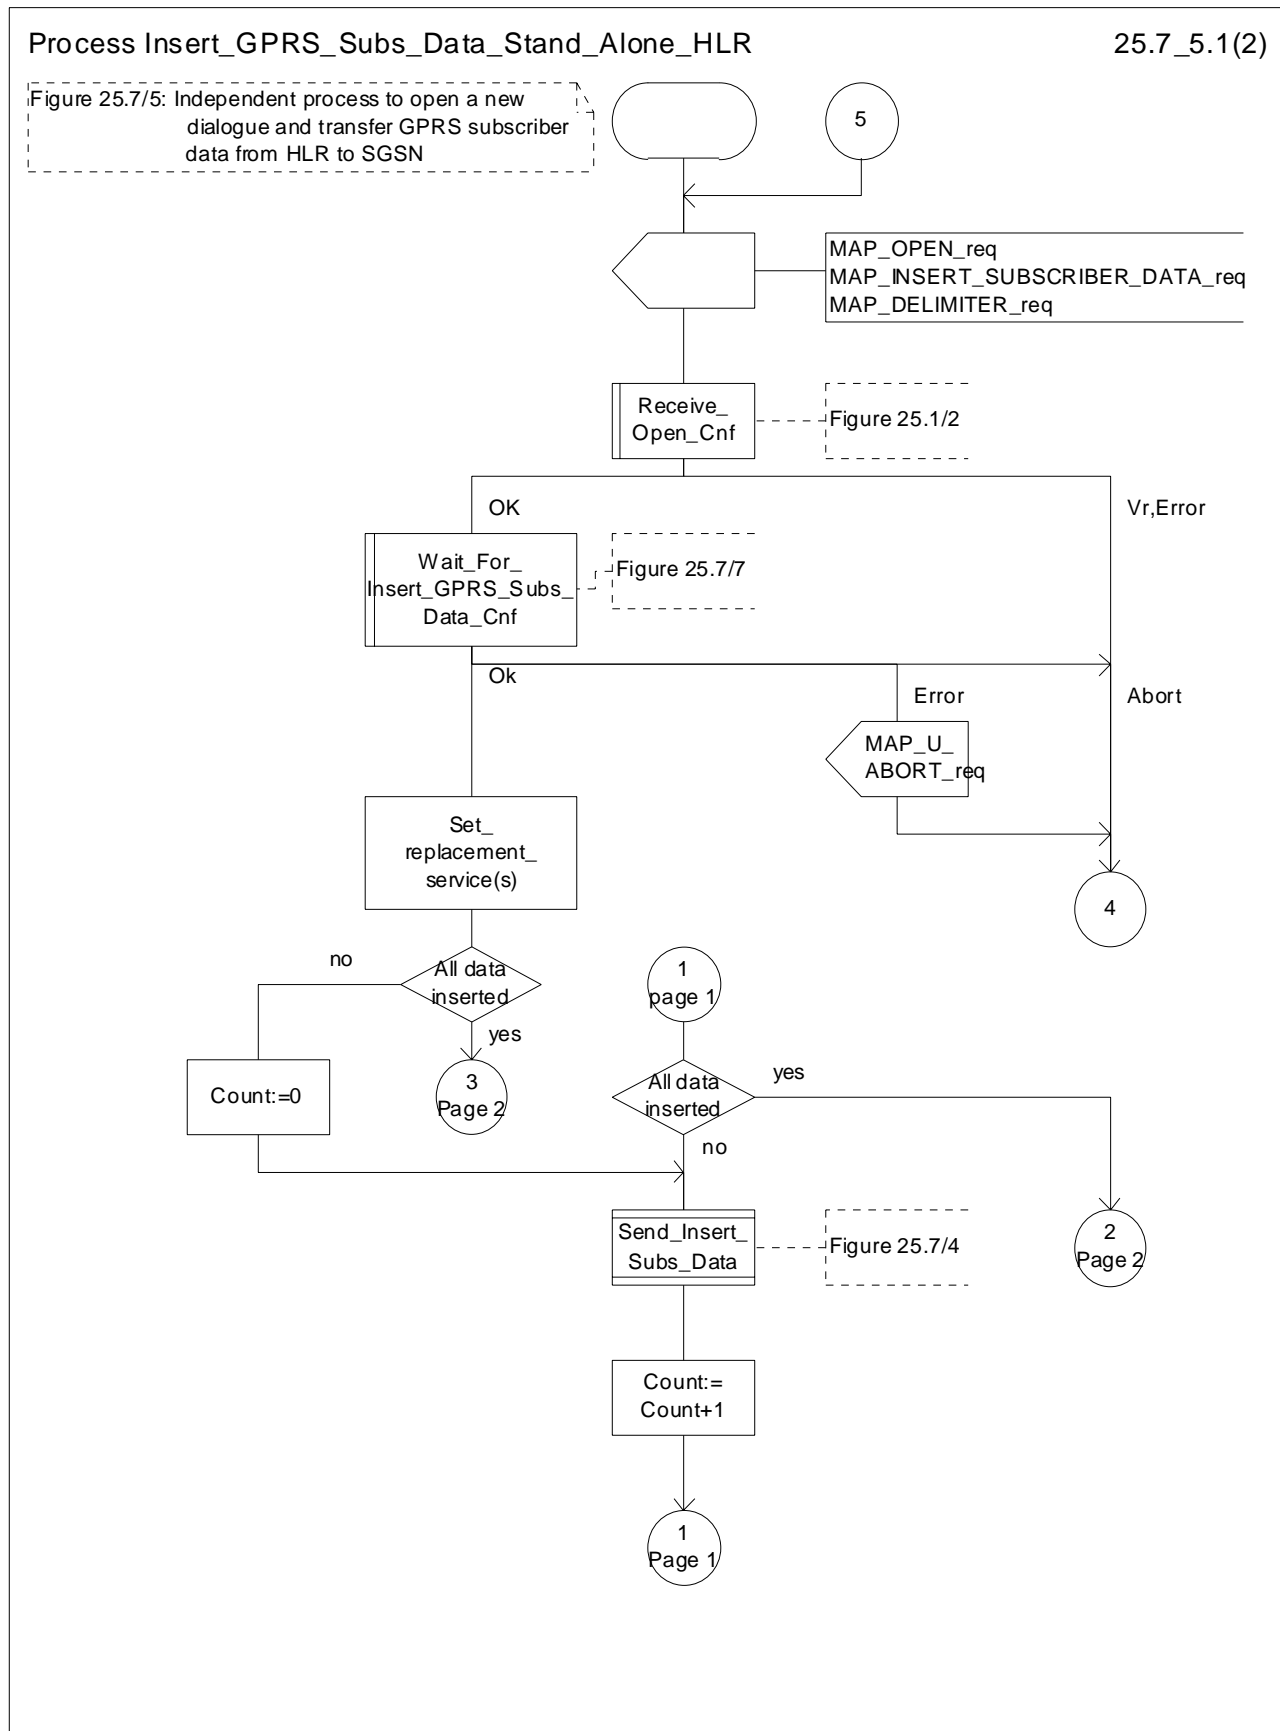 Process Insert_GPRS_Subs_Data_Stand_Alone_HLR
25.7_5.1(2)
Figure 25.7/5: Independent process to open a new
dialogue and transfer GPRS subscriber
data from HLR to SGSN
5
MAP_OPEN_req
MAP_INSERT_SUBSCRIBER_DATA_req
MAP_DELIMITER_req
Receive_
Open_Cnf
Figure 25.1/2
OK
Vr,Error
Wait_For_
Insert_GPRS_Subs_
Data_Cnf
Figure 25.7/7
Ok
Error
Abort
MAP_U_
ABORT_req
Set_
replacement_
service(s)
4
no
All data
inserted
yes
1
page 1
Count:=0
3
Page 2
All data
inserted
yes
no
Send_Insert_
Subs_Data
Figure 25.7/4
2
Page 2
Count:=
Count+1
1
Page 1